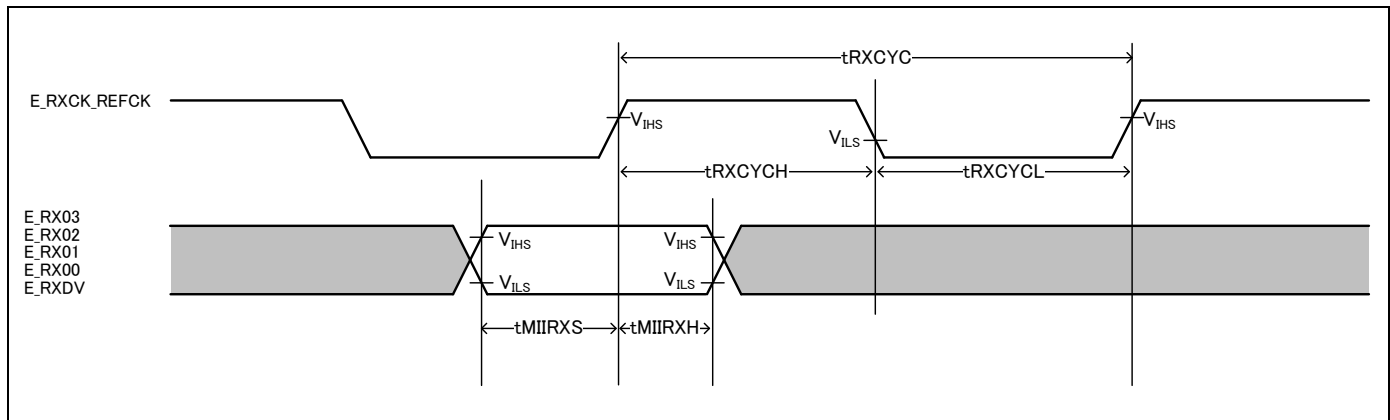 tRXCYC
E_RXCK_REFCK
VIHS
VILS
VIHS
tRXCYCH
tRXCYCL
E_RX03
E_RX02
E_RX01
E_RX00
E_RXDV
VIHS
VIHS
VILS
VILS
tMIIRXS
tMIIRXH